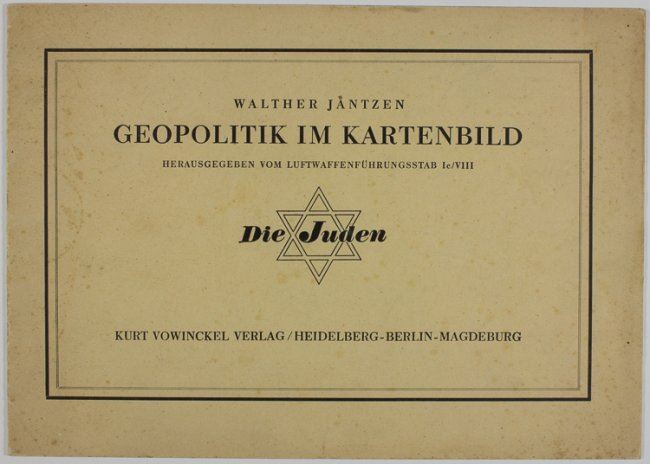 WALTHER JÄNTZEN
GEOPOLITIK IM KARTENBILD
HERAUSGEGEBEN VOM LUFTWAFFENFÜHRUNGSSTAB Ic/VIII
Die Juden
KURT VOWINCKEL VERLAG/HEIDELBERG-BERLIN-MAGDEBURG